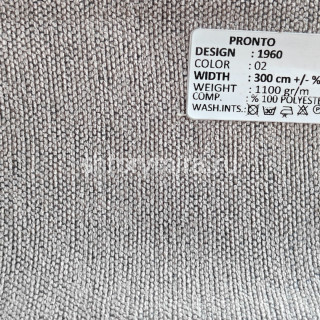 PRONTO
DESIGN : 1960
COLOR : 02
WIDTH : 300 cm +/- %
WEIGHT : 1100 gr/m
COMP. : % 100 POLYESTE
WASH.INTS.: